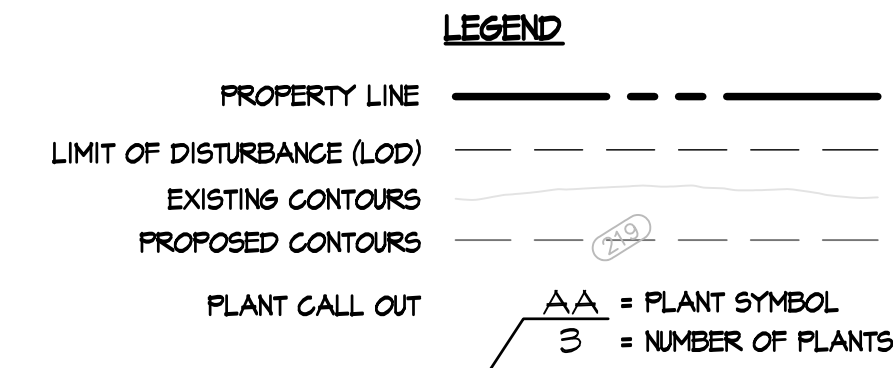 LEGEND
PROPERTY LINE
LIMIT OF DISTURBANCE (LOD)
EXISTING CONTOURS
PROPOSED CONTOURS
219
PLANT CALL OUT
AA = PLANT SYMBOL
3 = NUMBER OF PLANTS